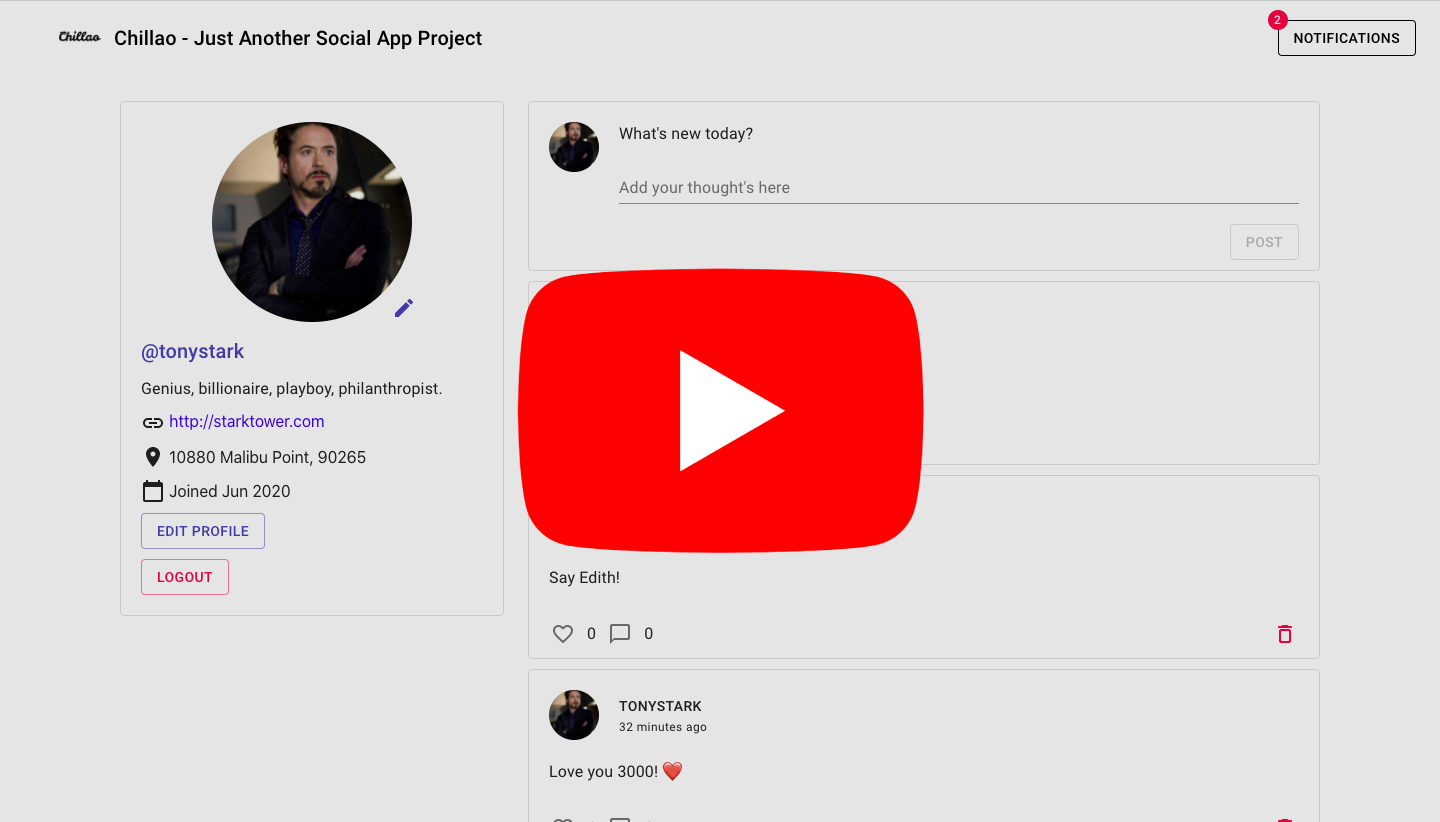 Chillao
Chillao - Just Another Social App Project
2
NOTIFICATIONS
@tonystark
Genius, billionaire, playboy, philanthropist.
http://starktower.com
10880 Malibu Point, 90265
Joined Jun 2020
EDIT PROFILE
LOGOUT
What's new today?
Add your thought's here
POST
Say Edith!
0 0
TONYSTARK
32 minutes ago
Love you 3000! ❤️